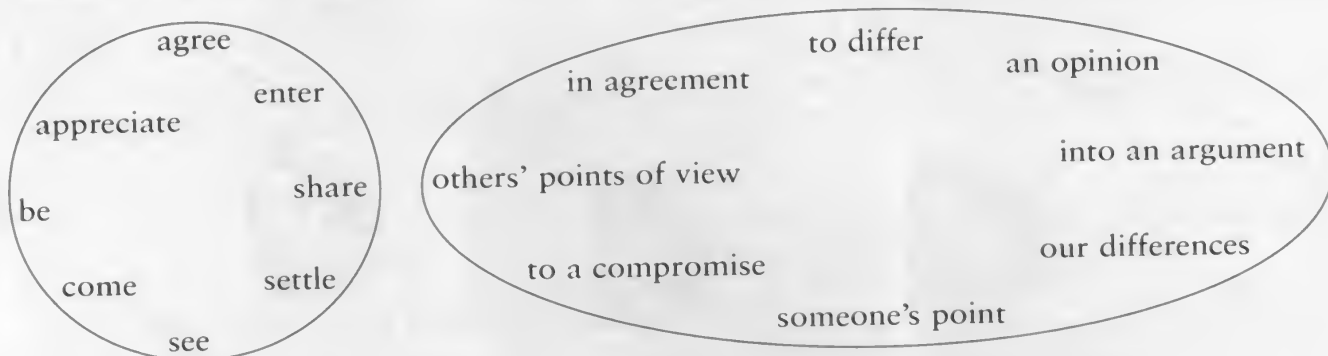 agree
enter
appreciate
share
be
settle
come
see
to differ
an opinion
in agreement
into an argument
others’ points of view
our differences
to a compromise
someone’s point